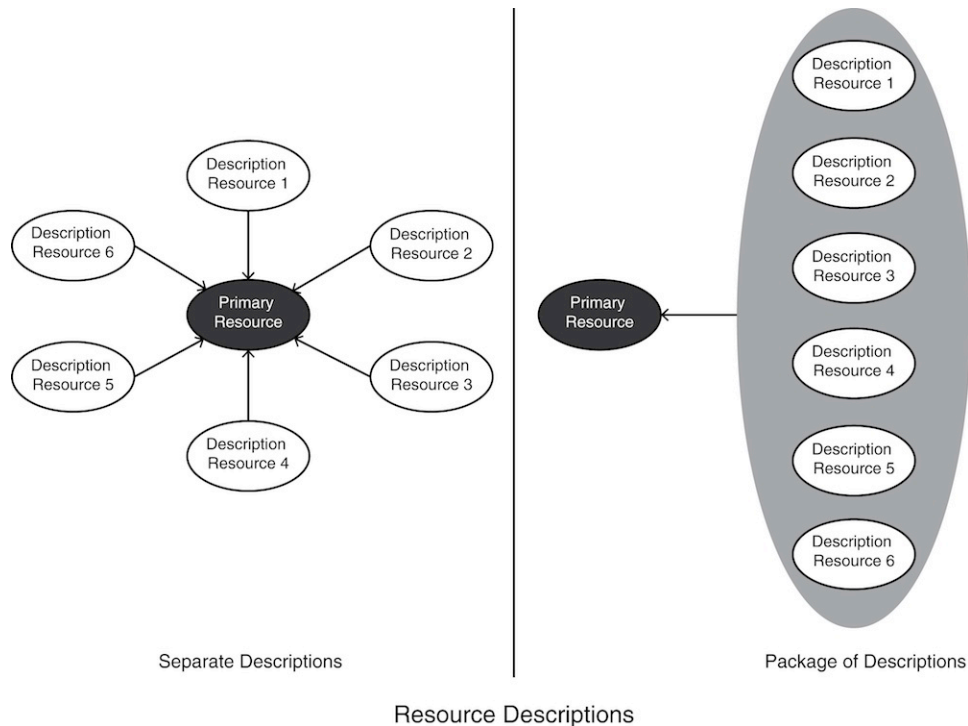 Description
Resource 1
Description
Resource 6
Description
Resource 2
Primary
Resource
Description
Resource 5
Description
Resource 3
Description
Resource 4
Separate Descriptions
Description
Resource 1
Description
Resource 2
Description
Resource 3
Primary
Resource
Description
Resource 4
Description
Resource 5
Description
Resource 6
Package of Descriptions
Resource Descriptions